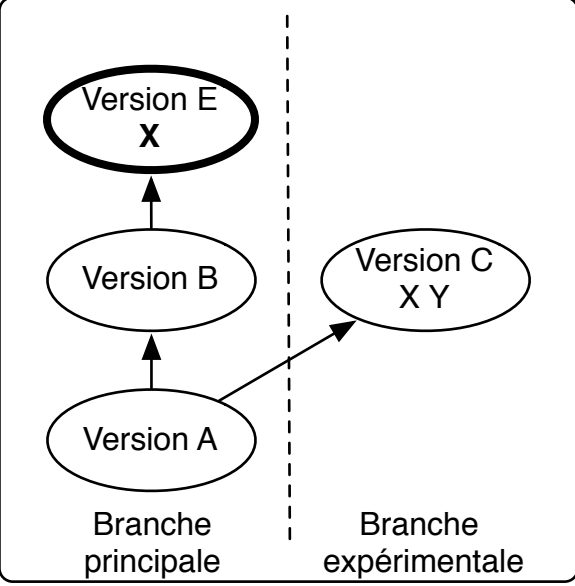 Version E
X
Version B
Version C
X Y
Version A
Branche
principale
Branche
expérimentale